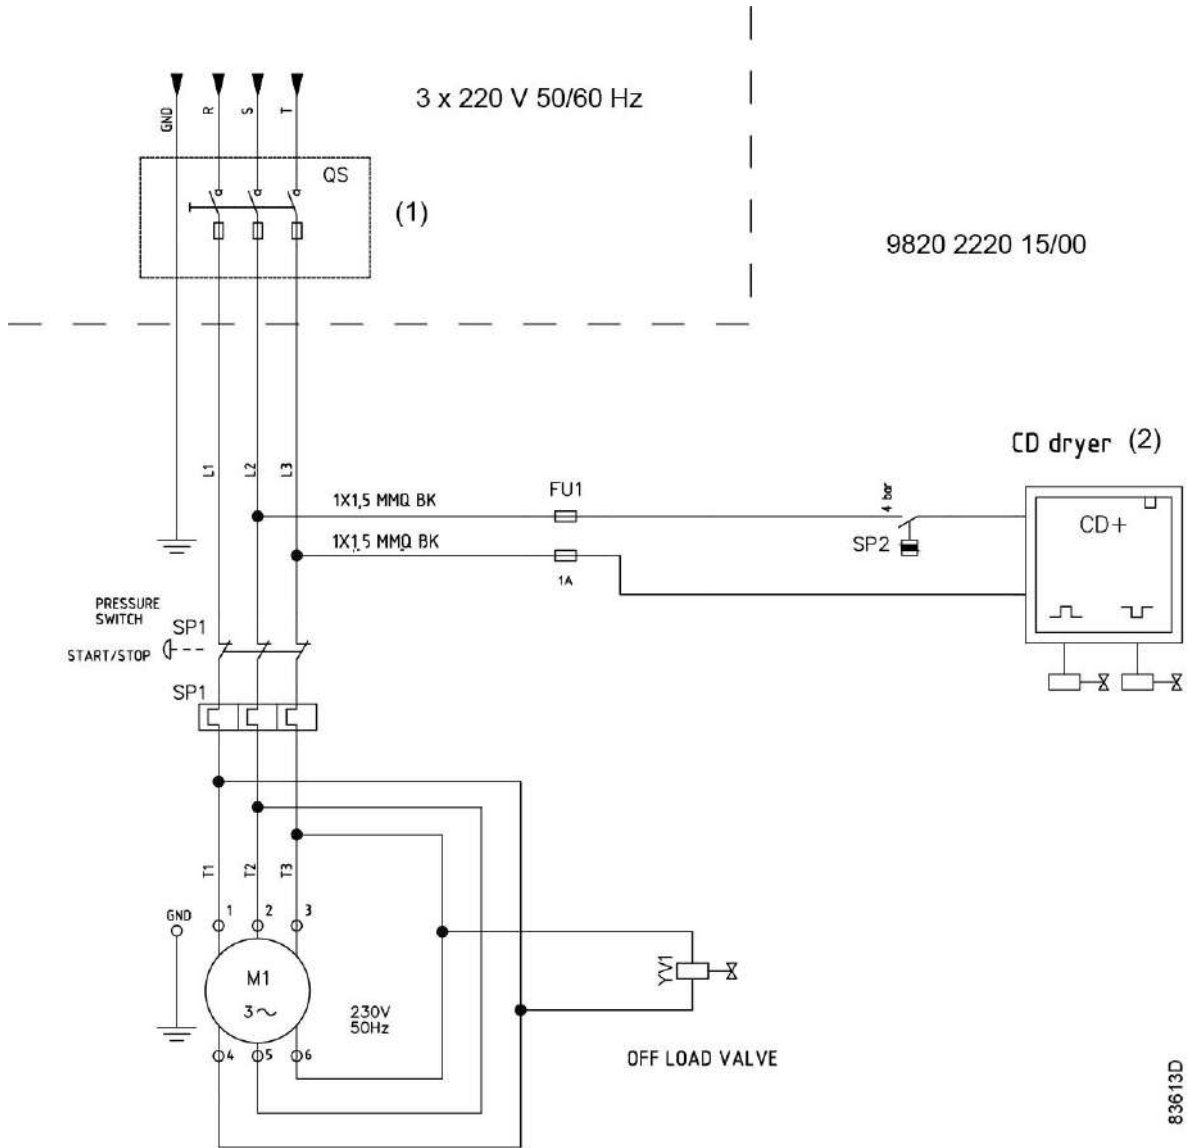 3 x 220 V 50/60 Hz
GND
R
S
T
QS
(1)
9820 2220 15/00
CD dryer (2)
L1
L2
L3
1X1,5 MMQ BK
FU1
4 bar
CD+
1X1,5 MMQ BK
SP2
1A
PRESSURE
SWITCH
SP1
START/STOP
SP1
T1
T2
T3
GND
1
2
3
M1
3~
YV1
230V
50Hz
4
5
6
OFF LOAD VALVE
83613D